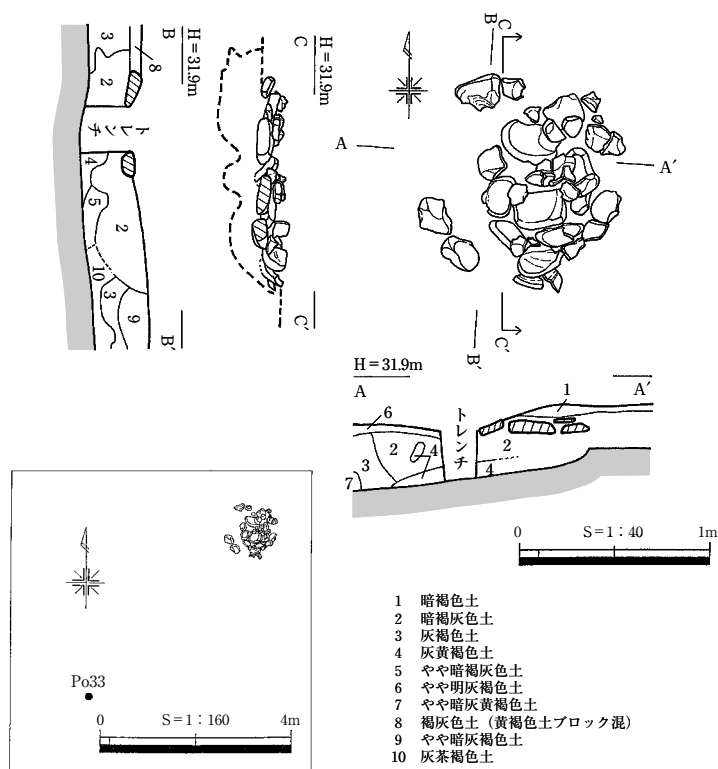 3
2
8
トレンチ
4
5
2
10
3
9
B
H=31.9m
B′
C
H=31.9m
C′
B
C
A
A′
B′
C′
H=31.9m
A
A′
6
トレンチ
1
2
4
3
7
2
4
0
S=1:40
1m
Po33
0
S=1:160
4m
1 暗褐色土
2 暗褐灰色土
3 灰褐色土
4 灰黄褐色土
5 やや暗褐灰色土
6 やや明灰褐色土
7 やや暗灰黄褐色土
8 褐灰色土（黄褐色土ブロック混）
9 やや暗灰褐色土
10 灰茶褐色土